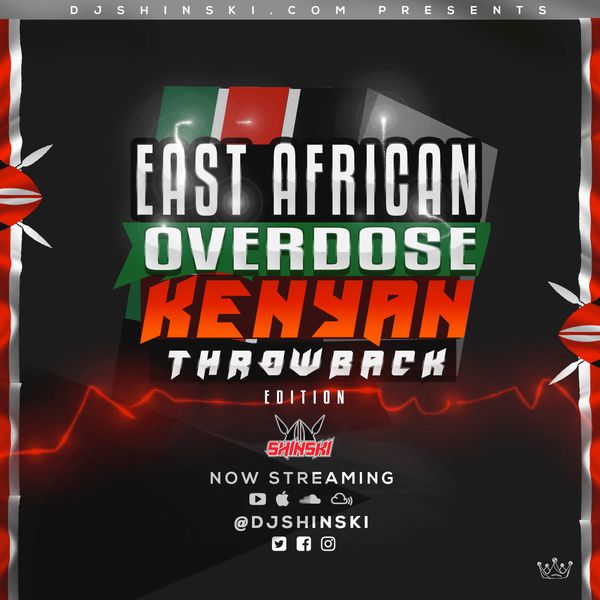 DJSHINSKI.COM PRESENTS
EAST AFRICAN
OVERDOSE
KENYAN
THROWBACK
EDITION
SHINSKI
NOW STREAMING
@DJSHINSKI